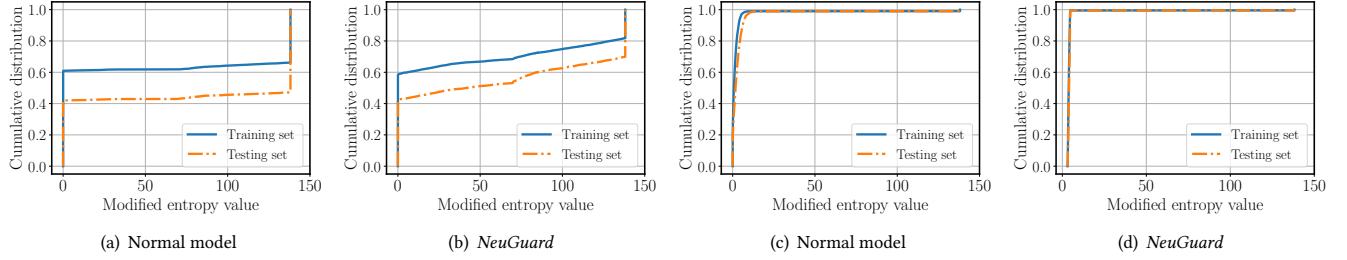 Cumulative distribution
1.0
0.8
0.6
0.4
0.2
0.0
Training set
Testing set
0 50 100 150
Modified entropy value
(a) Normal model
Cumulative distribution
1.0
0.8
0.6
0.4
0.2
0.0
Training set
Testing set
0 50 100 150
Modified entropy value
(b) NeuGuard
Cumulative distribution
1.0
0.8
0.6
0.4
0.2
0.0
Training set
Testing set
0 50 100 150
Modified entropy value
(c) Normal model
Cumulative distribution
1.0
0.8
0.6
0.4
0.2
0.0
Training set
Testing set
0 50 100 150
Modified entropy value
(d) NeuGuard